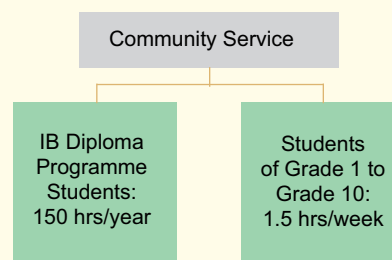 Community Service
IB Diploma
Programme
Students:
150 hrs/year
Students
of Grade 1 to
Grade 10:
1.5 hrs/week